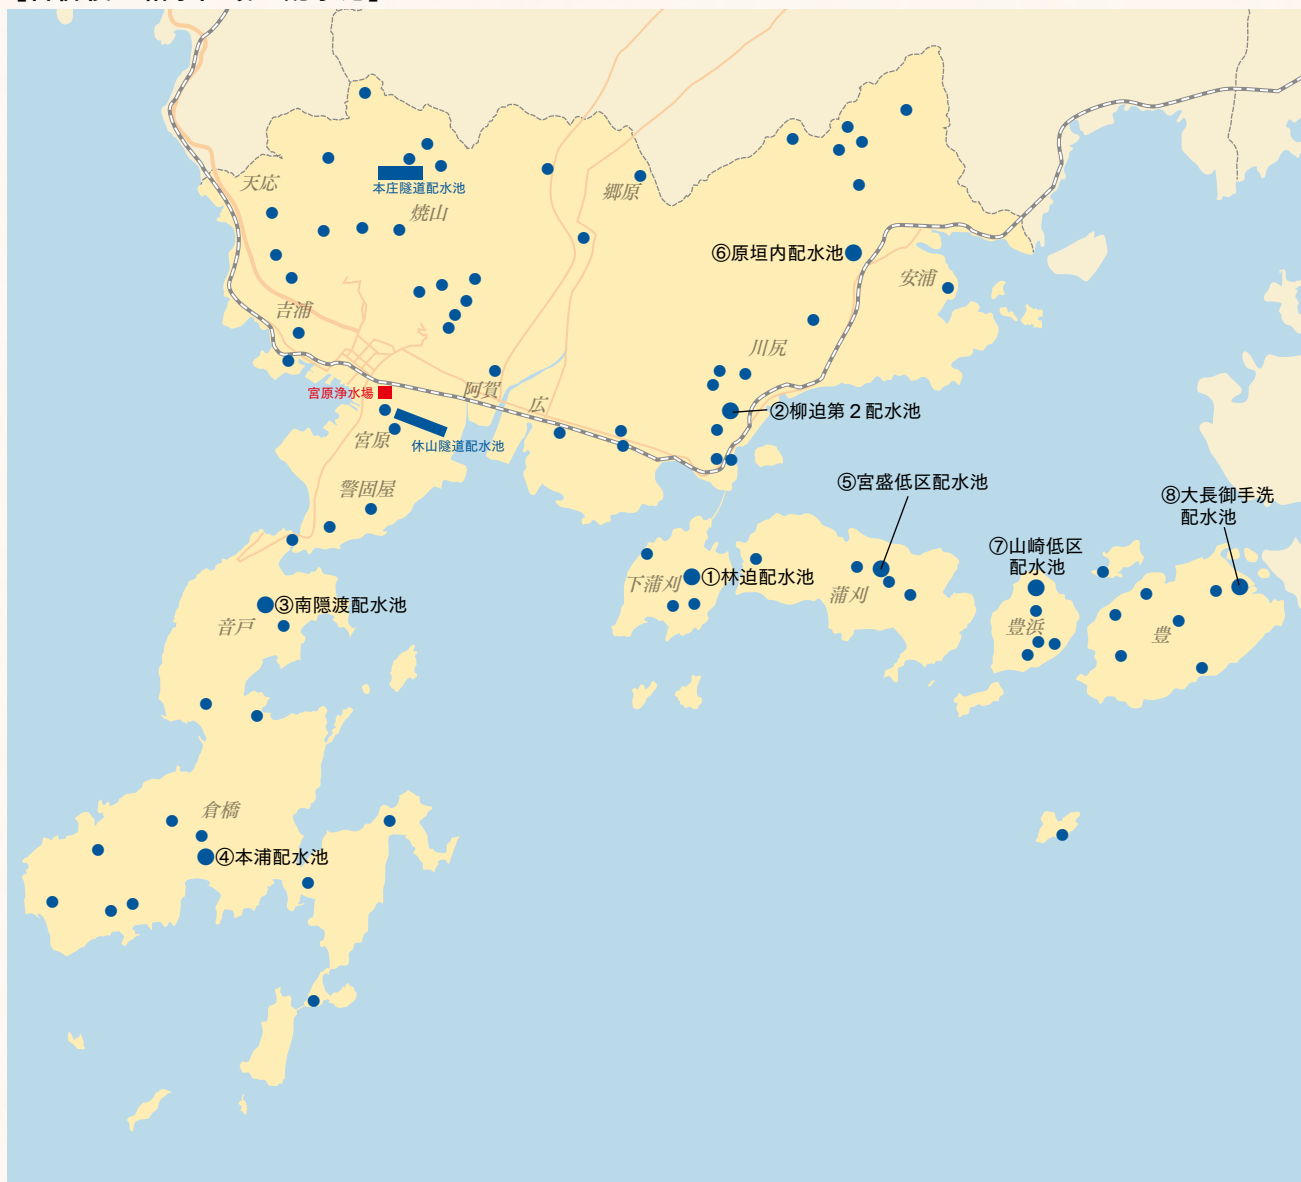 天応
本庄隧道配水池
焼山
郷原
⑥原垣内配水池
安浦
吉浦
川尻
宮原浄水場
阿賀
広
②柳迫第２配水池
宮原
休山隧道配水池
警固屋
⑤宮盛低区配水池
⑧大長御手洗
配水池
⑦山崎低区
配水池
下蒲刈
①林迫配水池
蒲刈
③南隠渡配水池
音戸
豊浜
豊
倉橋
④本浦配水池